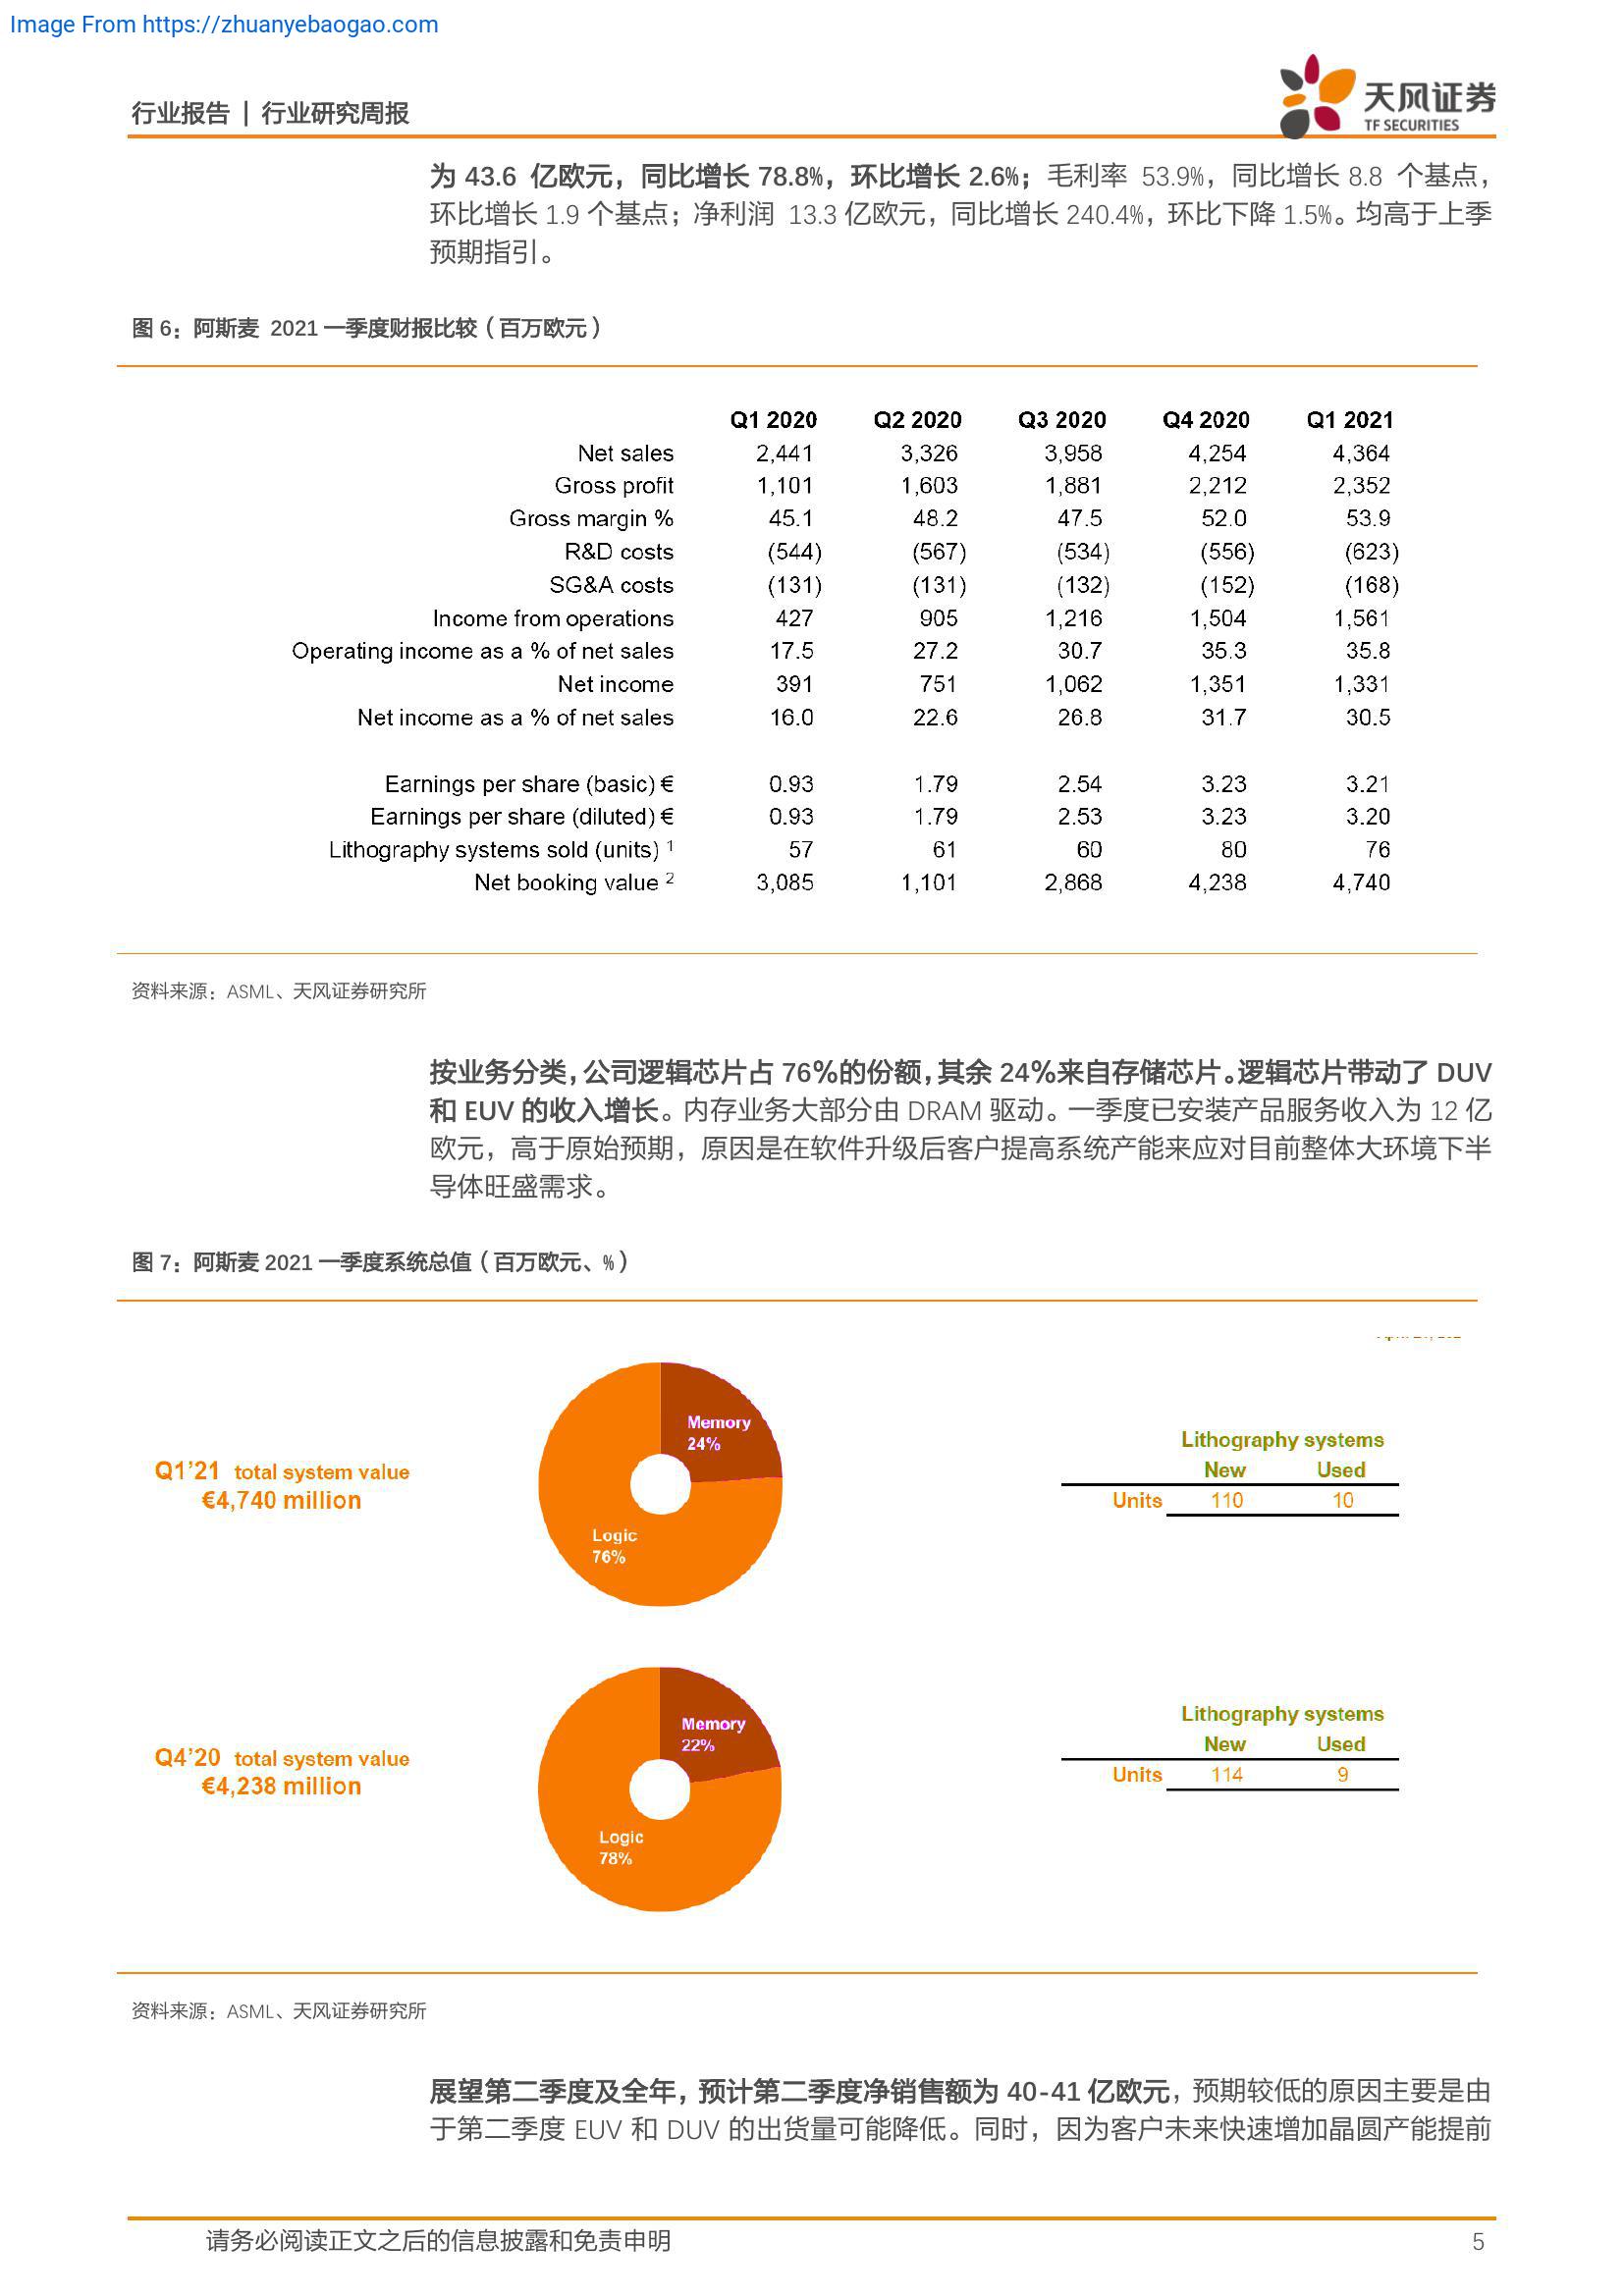 Image From https://zhuanyebaogao.com
行业报告 | 行业研究周报
天风证券
TF SECURITIES
为 43.6 亿欧元，同比增长 78.8%，环比增长 2.6%；毛利率 53.9%，同比增长 8.8 个基点，
环比增长 1.9 个基点；净利润 13.3 亿欧元，同比增长 240.4%，环比下降 1.5%。均高于上季
预期指引。
图 6：阿斯麦 2021 一季度财报比较（百万欧元）
Q1 2020 Q2 2020 Q3 2020 Q4 2020 Q1 2021
Net sales 2,441 3,326 3,958 4,254 4,364
Gross profit 1,101 1,603 1,881 2,212 2,352
Gross margin % 45.1 48.2 47.5 52.0 53.9
R&D costs (544) (567) (534) (556) (623)
SG&A costs (131) (131) (132) (152) (168)
Income from operations 427 905 1,216 1,504 1,561
Operating income as a % of net sales 17.5 27.2 30.7 35.3 35.8
Net income 391 751 1,062 1,351 1,331
Net income as a % of net sales 16.0 22.6 26.8 31.7 30.5
Earnings per share (basic) € 0.93 1.79 2.54 3.23 3.21
Earnings per share (diluted) € 0.93 1.79 2.53 3.23 3.20
Lithography systems sold (units) 1 57 61 60 80 76
Net booking value 2 3,085 1,101 2,868 4,238 4,740
资料来源：ASML、天风证券研究所
按业务分类，公司逻辑芯片占 76%的份额，其余 24%来自存储芯片。逻辑芯片带动了 DUV
和 EUV 的收入增长。内存业务大部分由 DRAM 驱动。一季度已安装产品服务收入为 12 亿
欧元，高于原始预期，原因是在软件升级后客户提高系统产能来应对目前整体大环境下半
导体旺盛需求。
图 7：阿斯麦 2021 一季度系统总值（百万欧元、%）
Q1’21 total system value
€4,740 million
Memory
24%
Logic
76%
Lithography systems
New Used
Units 110 10
Q4’20 total system value
€4,238 million
Memory
22%
Logic
78%
Lithography systems
New Used
Units 114 9
资料来源：ASML、天风证券研究所
展望第二季度及全年，预计第二季度净销售额为 40-41 亿欧元，预期较低的原因主要是由
于第二季度 EUV 和 DUV 的出货量可能降低。同时，因为客户未来快速增加晶圆产能提前
请务必阅读正文之后的信息披露和免责申明 5